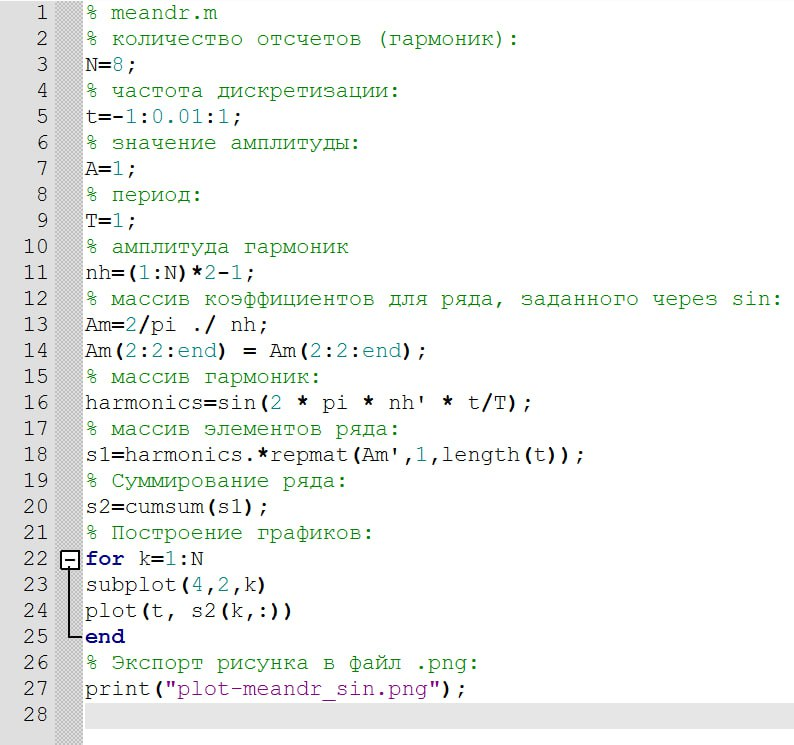 1 % meandr.m
2 % количество отсчетов (гармоник):
3 N=8;
4 % частота дискретизации:
5 t=-1:0.01:1;
6 % значение амплитуды:
7 A=1;
8 % период:
9 T=1;
10 % амплитуда гармоник
11 nh=(1:N)*2-1;
12 % массив коэффициентов для ряда, заданного через sin:
13 Am=2/pi ./ nh;
14 Am(2:2:end) = Am(2:2:end);
15 % массив гармоник:
16 harmonics=sin(2 * pi * nh' * t/T);
17 % массив элементов ряда:
18 s1=harmonics.*repmat(Am',1,length(t));
19 % Суммирование ряда:
20 s2=cumsum(s1);
21 % Построение графиков:
22 for k=1:N
23 subplot(4,2,k)
24 plot(t, s2(k,:))
25 end
26 % Экспорт рисунка в файл .png:
27 print("plot-meandr_sin.png");
28